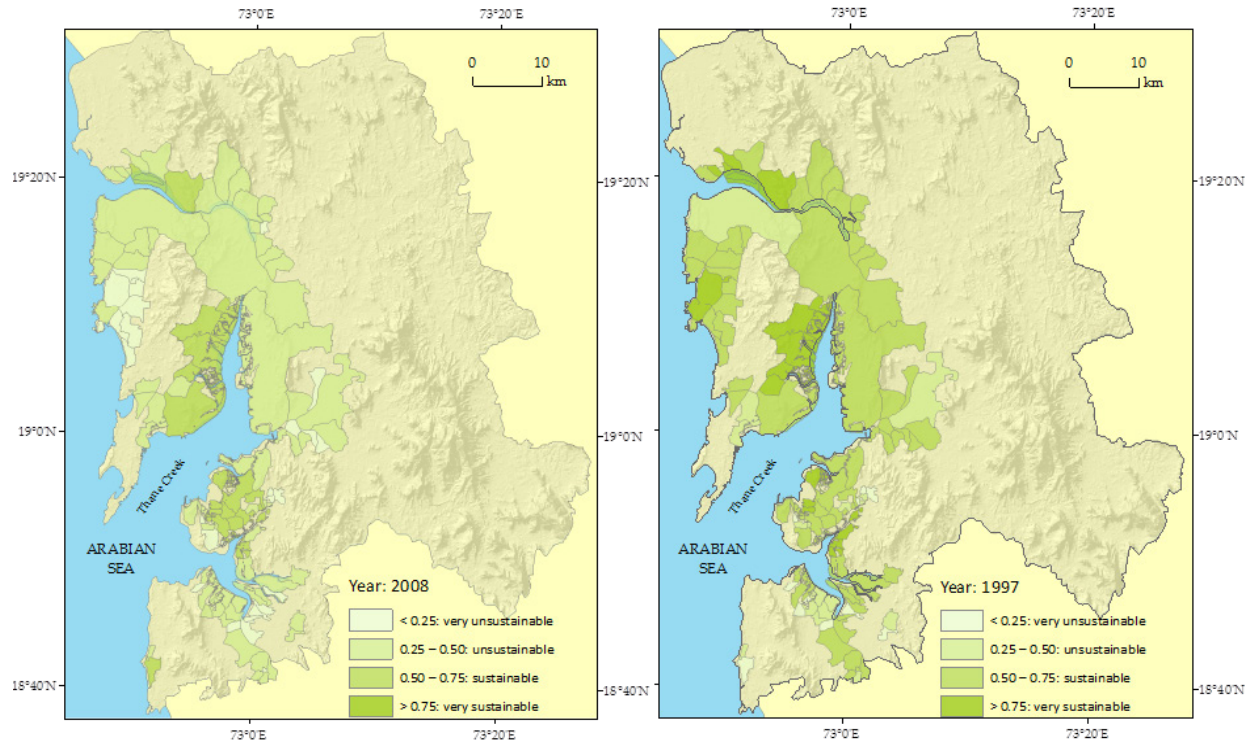 73°0'E
73°20'E
0 10
km
19°20'N
19°0'N
18°40'N
Thane Creek
ARABIAN
SEA
Year: 2008
< 0.25: very unsustainable
0.25 – 0.50: unsustainable
0.50 – 0.75: sustainable
> 0.75: very sustainable
73°0'E
73°20'E
73°0'E
73°20'E
0 10
km
19°20'N
19°20'N
19°0'N
19°0'N
18°40'N
18°40'N
Thane Creek
ARABIAN
SEA
Year: 1997
< 0.25: very unsustainable
0.25 – 0.50: unsustainable
0.50 – 0.75: sustainable
> 0.75: very sustainable
73°0'E
73°20'E